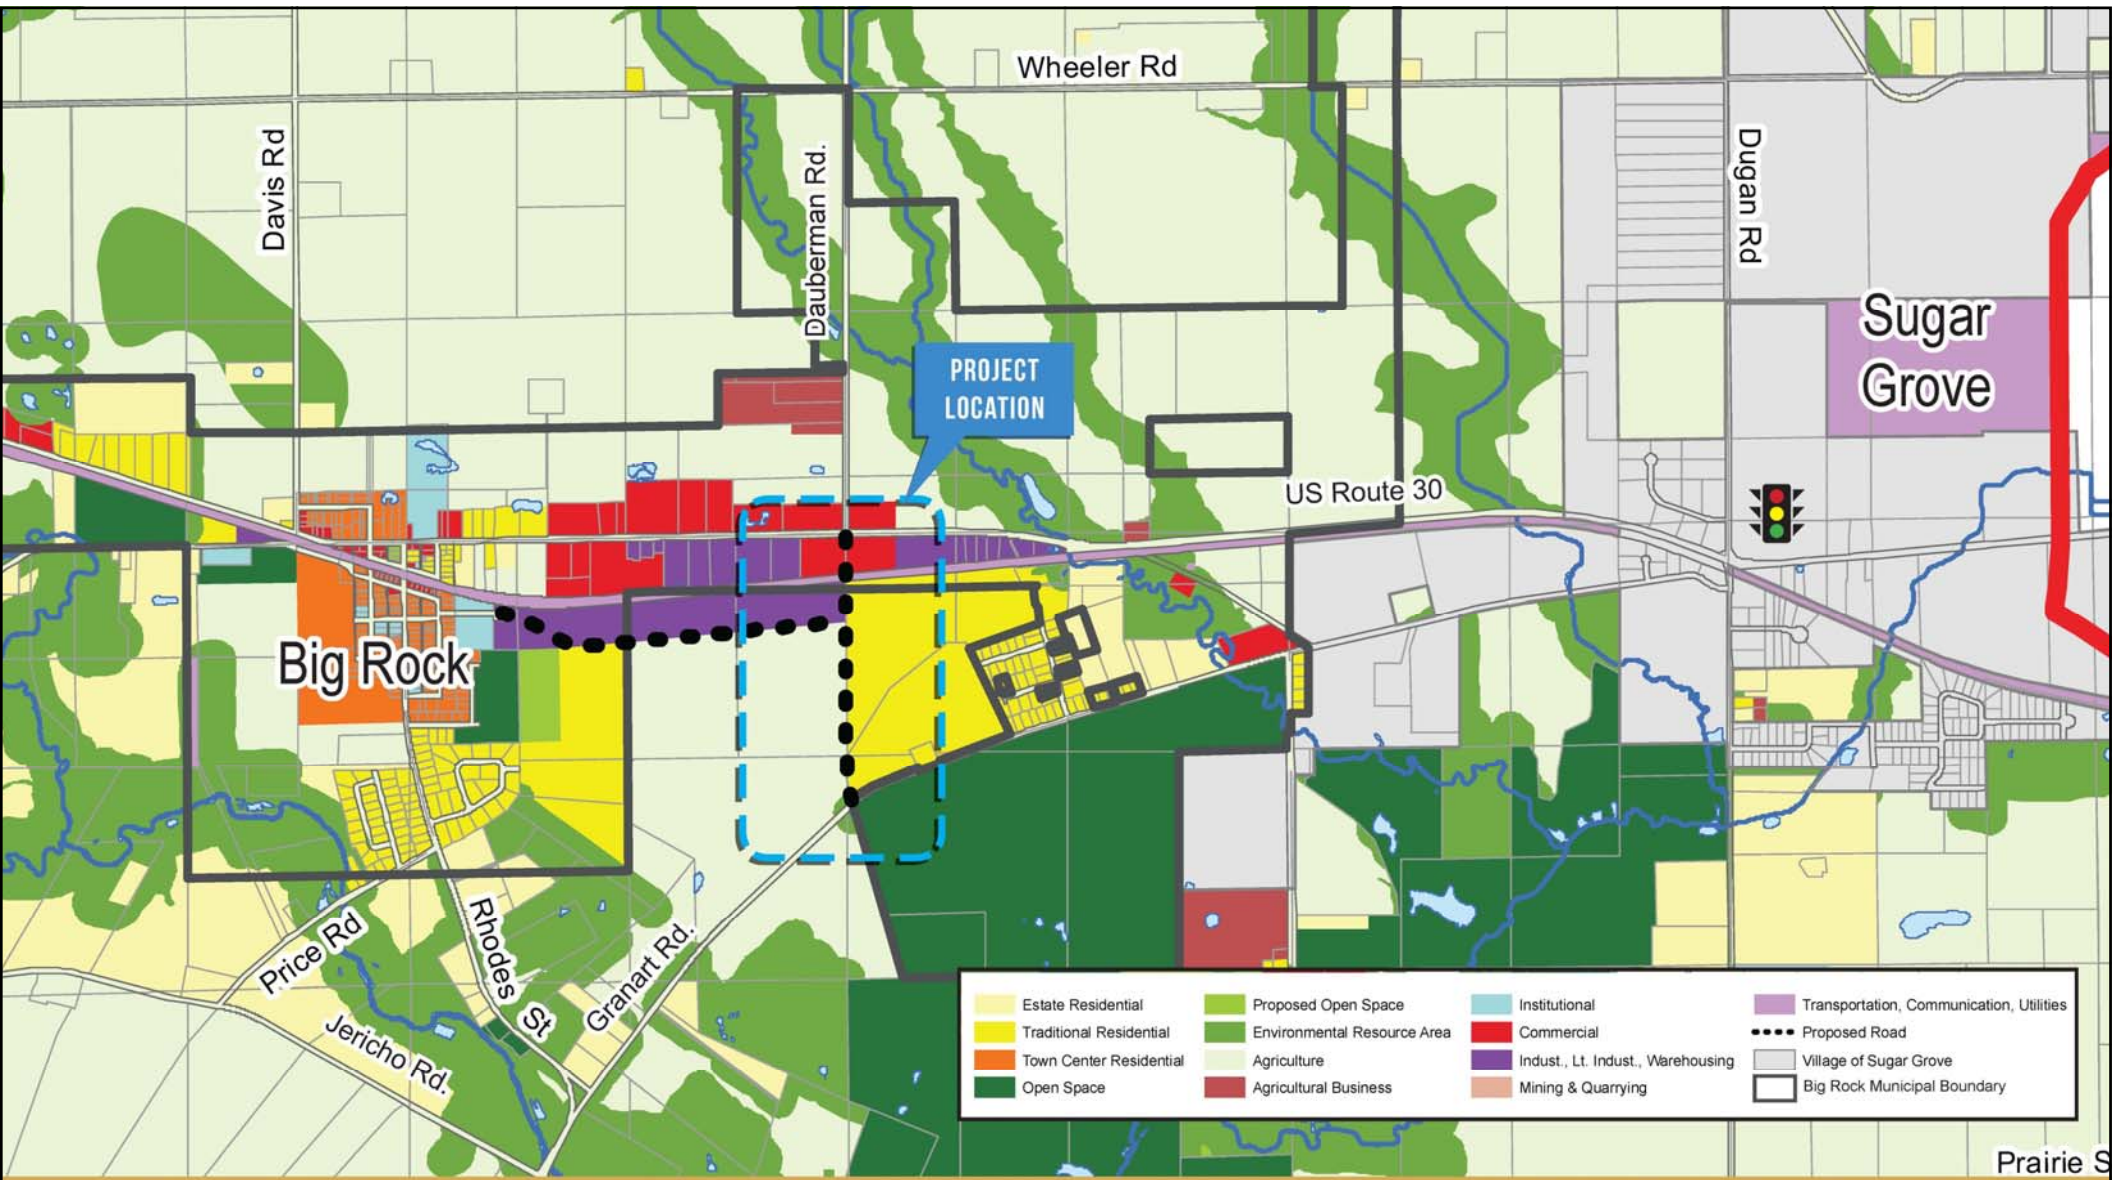 Wheeler Rd
Davis Rd
Dauberman Rd.
Dugan Rd
Sugar
Grove
PROJECT
LOCATION
US Route 30
Big Rock
Price Rd
Rhodes St
Granart Rd.
Jericho Rd.
Estate Residential
Traditional Residential
Town Center Residential
Open Space
Proposed Open Space
Environmental Resource Area
Agriculture
Agricultural Business
Institutional
Commercial
Indust., Lt. Indust., Warehousing
Mining & Quarrying
Transportation, Communication, Utilities
Proposed Road
Village of Sugar Grove
Big Rock Municipal Boundary
Prairie S